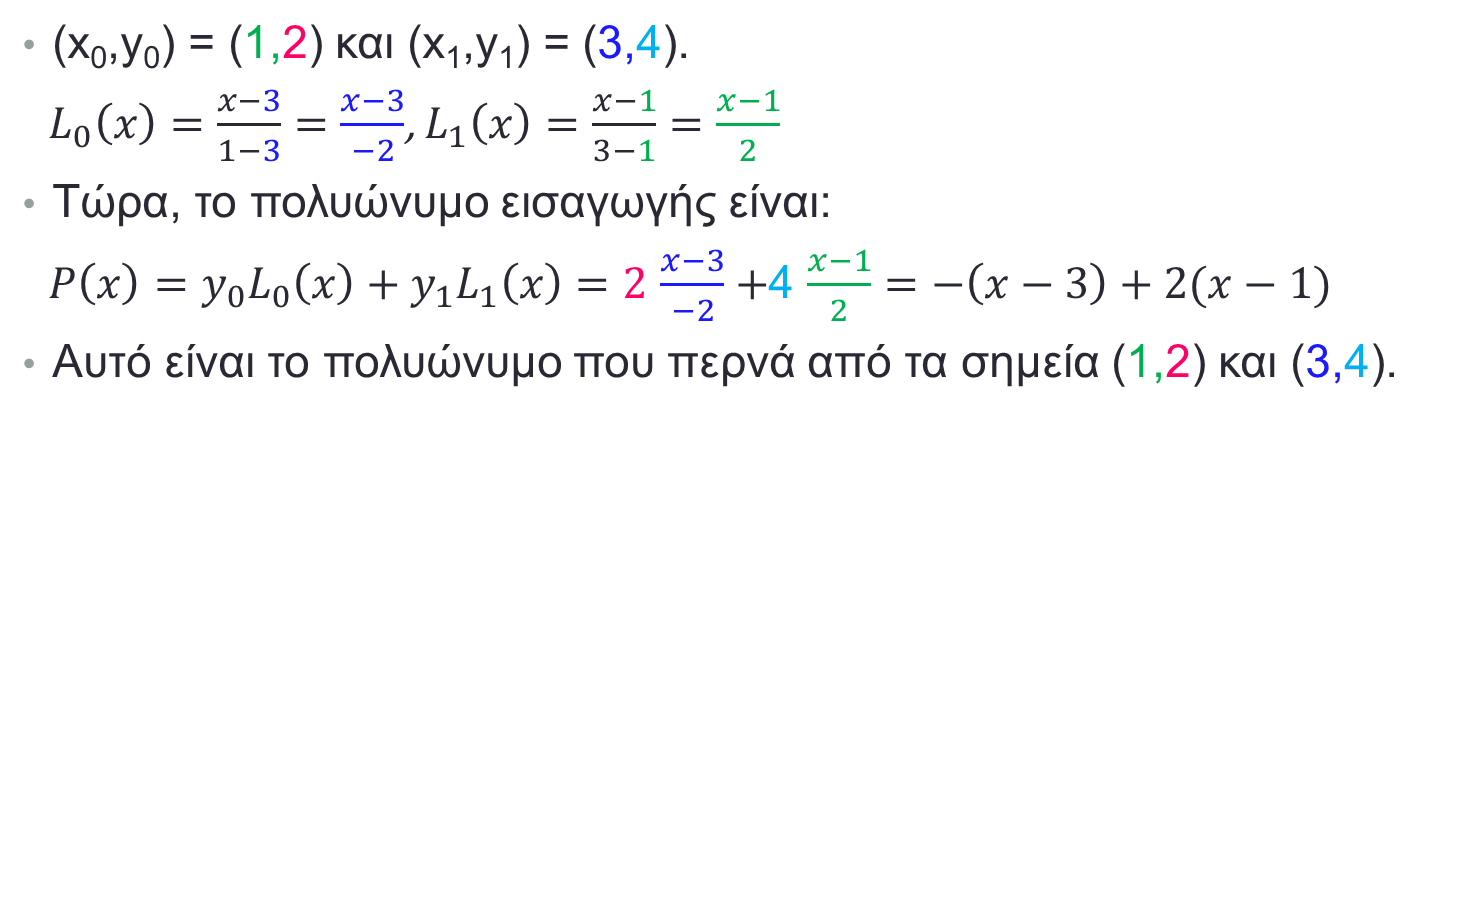 • (x₀,y₀) = (1,2) και (x₁,y₁) = (3,4).
L₀(x) = (x−3)/(1−3) = (x−3)/(−2), L₁(x) = (x−1)/(3−1) = (x−1)/2
• Τώρα, το πολυώνυμο εισαγωγής είναι:
P(x) = y₀L₀(x) + y₁L₁(x) = 2 (x−3)/(−2) +4 (x−1)/2 = −(x − 3) + 2(x − 1)
• Αυτό είναι το πολυώνυμο που περνά από τα σημεία (1,2) και (3,4).